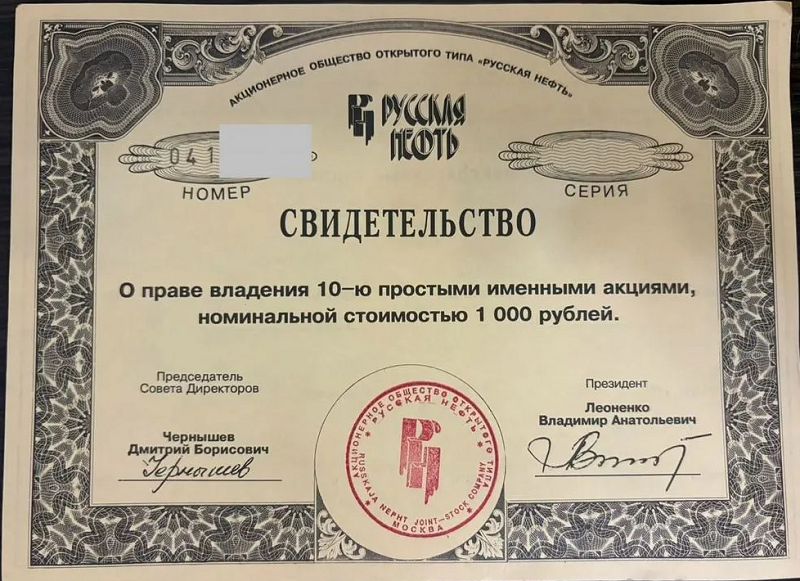 АКЦИОНЕРНОЕ ОБЩЕСТВО ОТКРЫТОГО ТИПА "РУССКАЯ НЕФТЬ"
РУССКАЯ
НЕФТЬ
041
НОМЕР
СЕРИЯ
СВИДЕТЕЛЬСТВО
О праве владения 10-ю простыми именными акциями,
номинальной стоимостью 1 000 рублей.
Председатель
Совета Директоров
Чернышев
Дмитрий Борисович
Чернышев
Президент
Леоненко
Владимир Анатольевич
АКЦИОНЕРНОЕ ОБЩЕСТВО ОТКРЫТОГО ТИПА
РУССКАЯ НЕФТЬ
RUSSKAJA NEPHT JOINT-STOCK COMPANY
МОСКВА